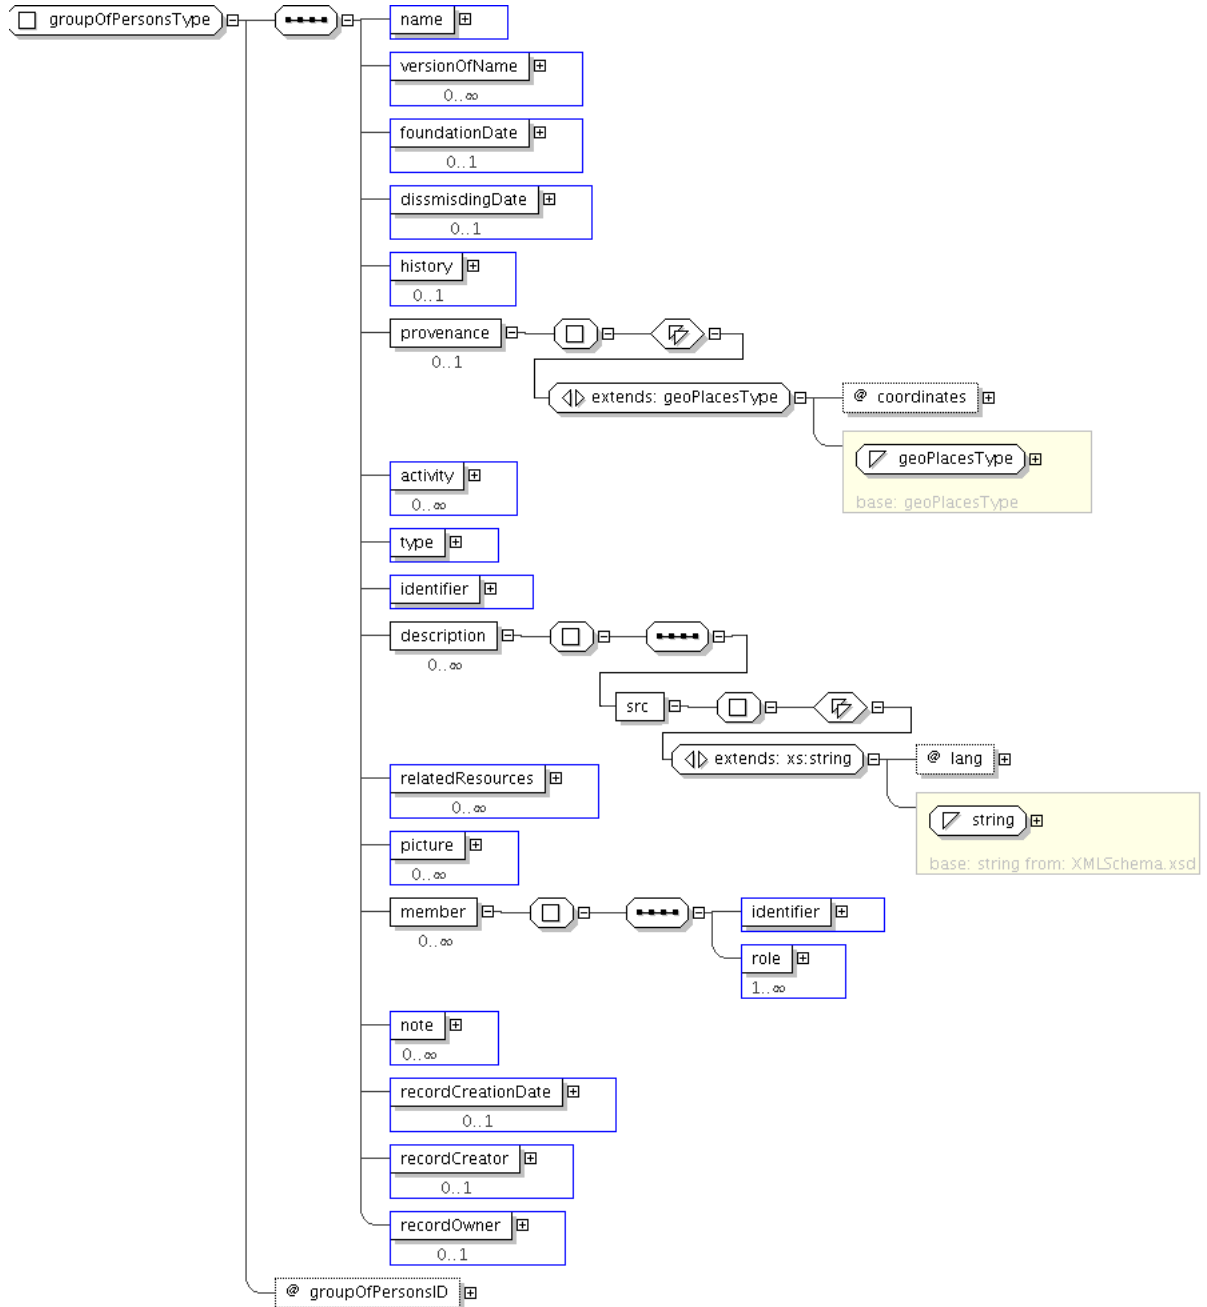 groupOfPersonsType
name
versionOfName
0..∞
foundationDate
0..1
dissmisdingDate
0..1
history
0..1
provenance
0..1
extends: geoPlacesType
@ coordinates
geoPlacesType
base: geoPlacesType
activity
0..∞
type
identifier
description
0..∞
src
extends: xs:string
@ lang
string
base: string from: XMLSchema.xsd
relatedResources
0..∞
picture
0..∞
member
0..∞
identifier
role
1..∞
note
0..∞
recordCreationDate
0..1
recordCreator
0..1
recordOwner
0..1
@ groupOfPersonsID